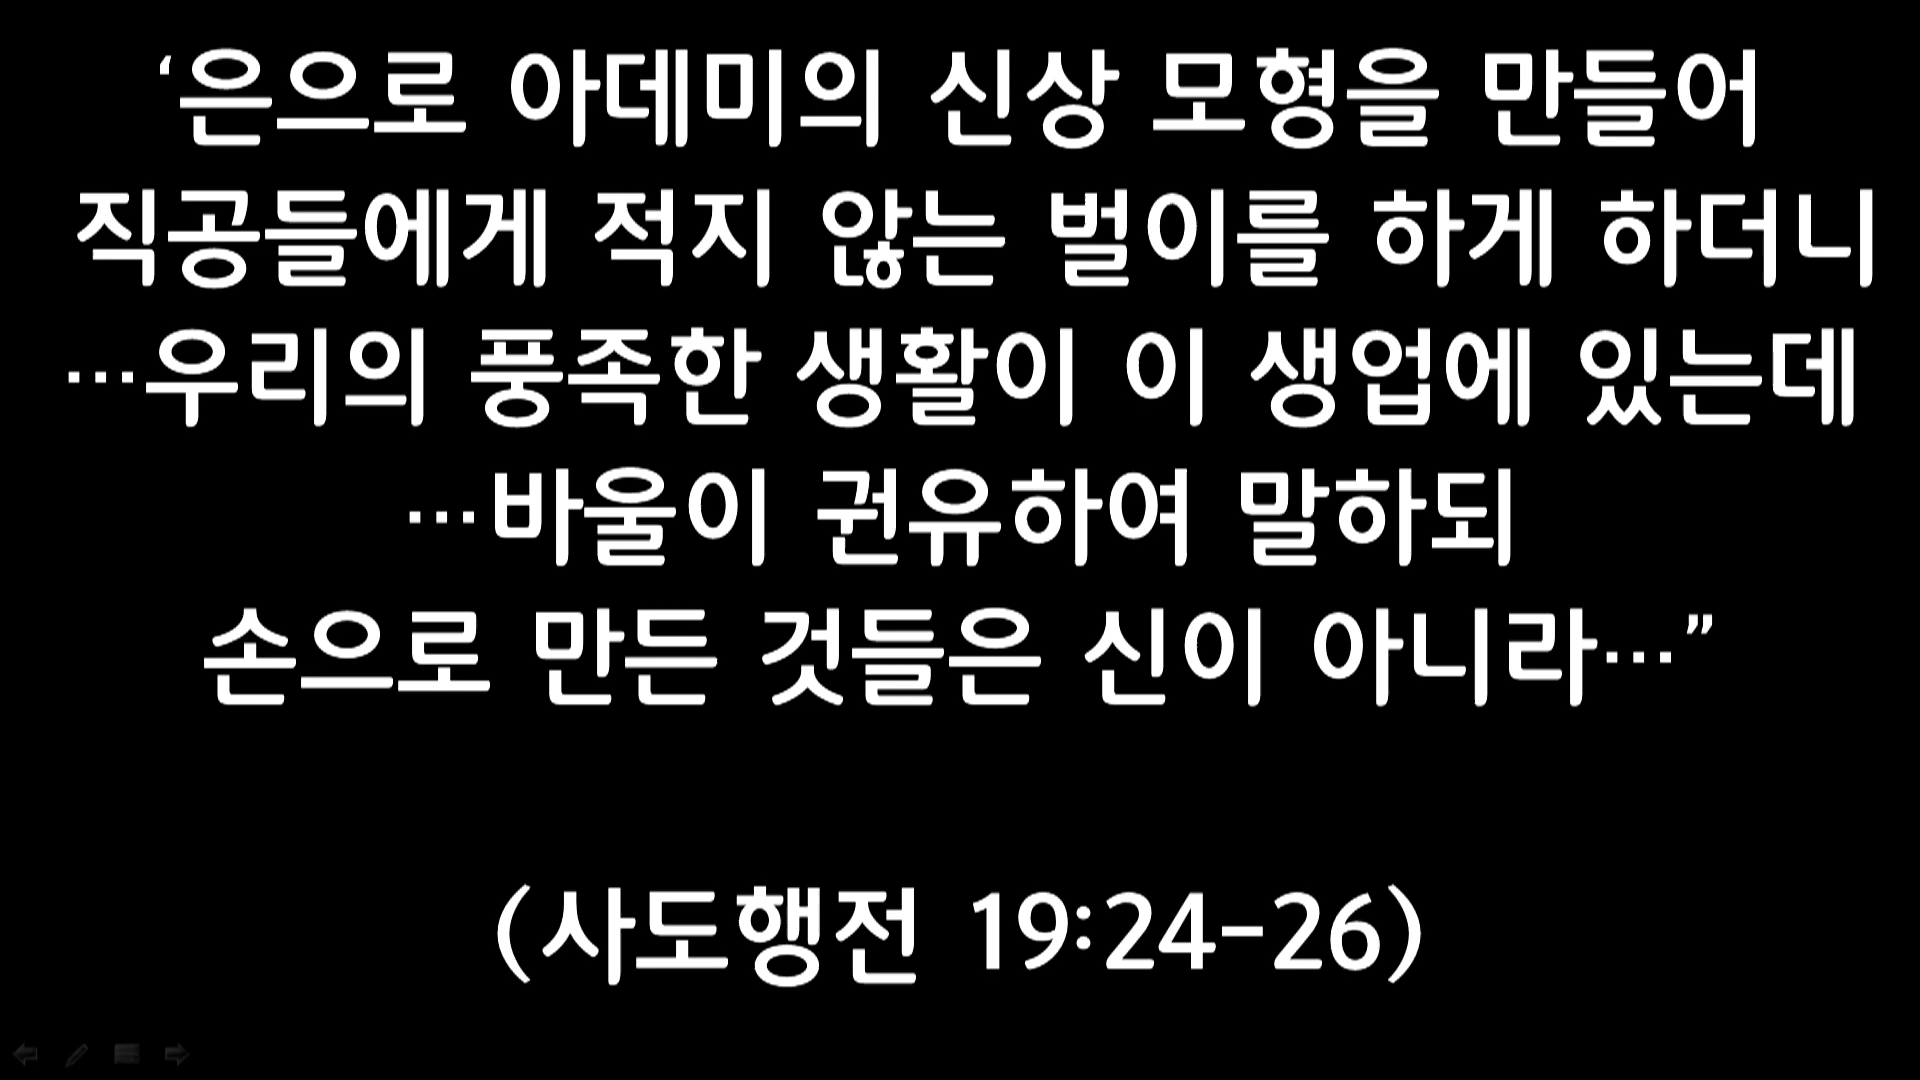 ‘은으로 아데미의 신상 모형을 만들어
직공들에게 적지 않는 벌이를 하게 하더니
…우리의 풍족한 생활이 이 생업에 있는데
…바울이 권유하여 말하되
손으로 만든 것들은 신이 아니라…”
(사도행전 19:24-26)